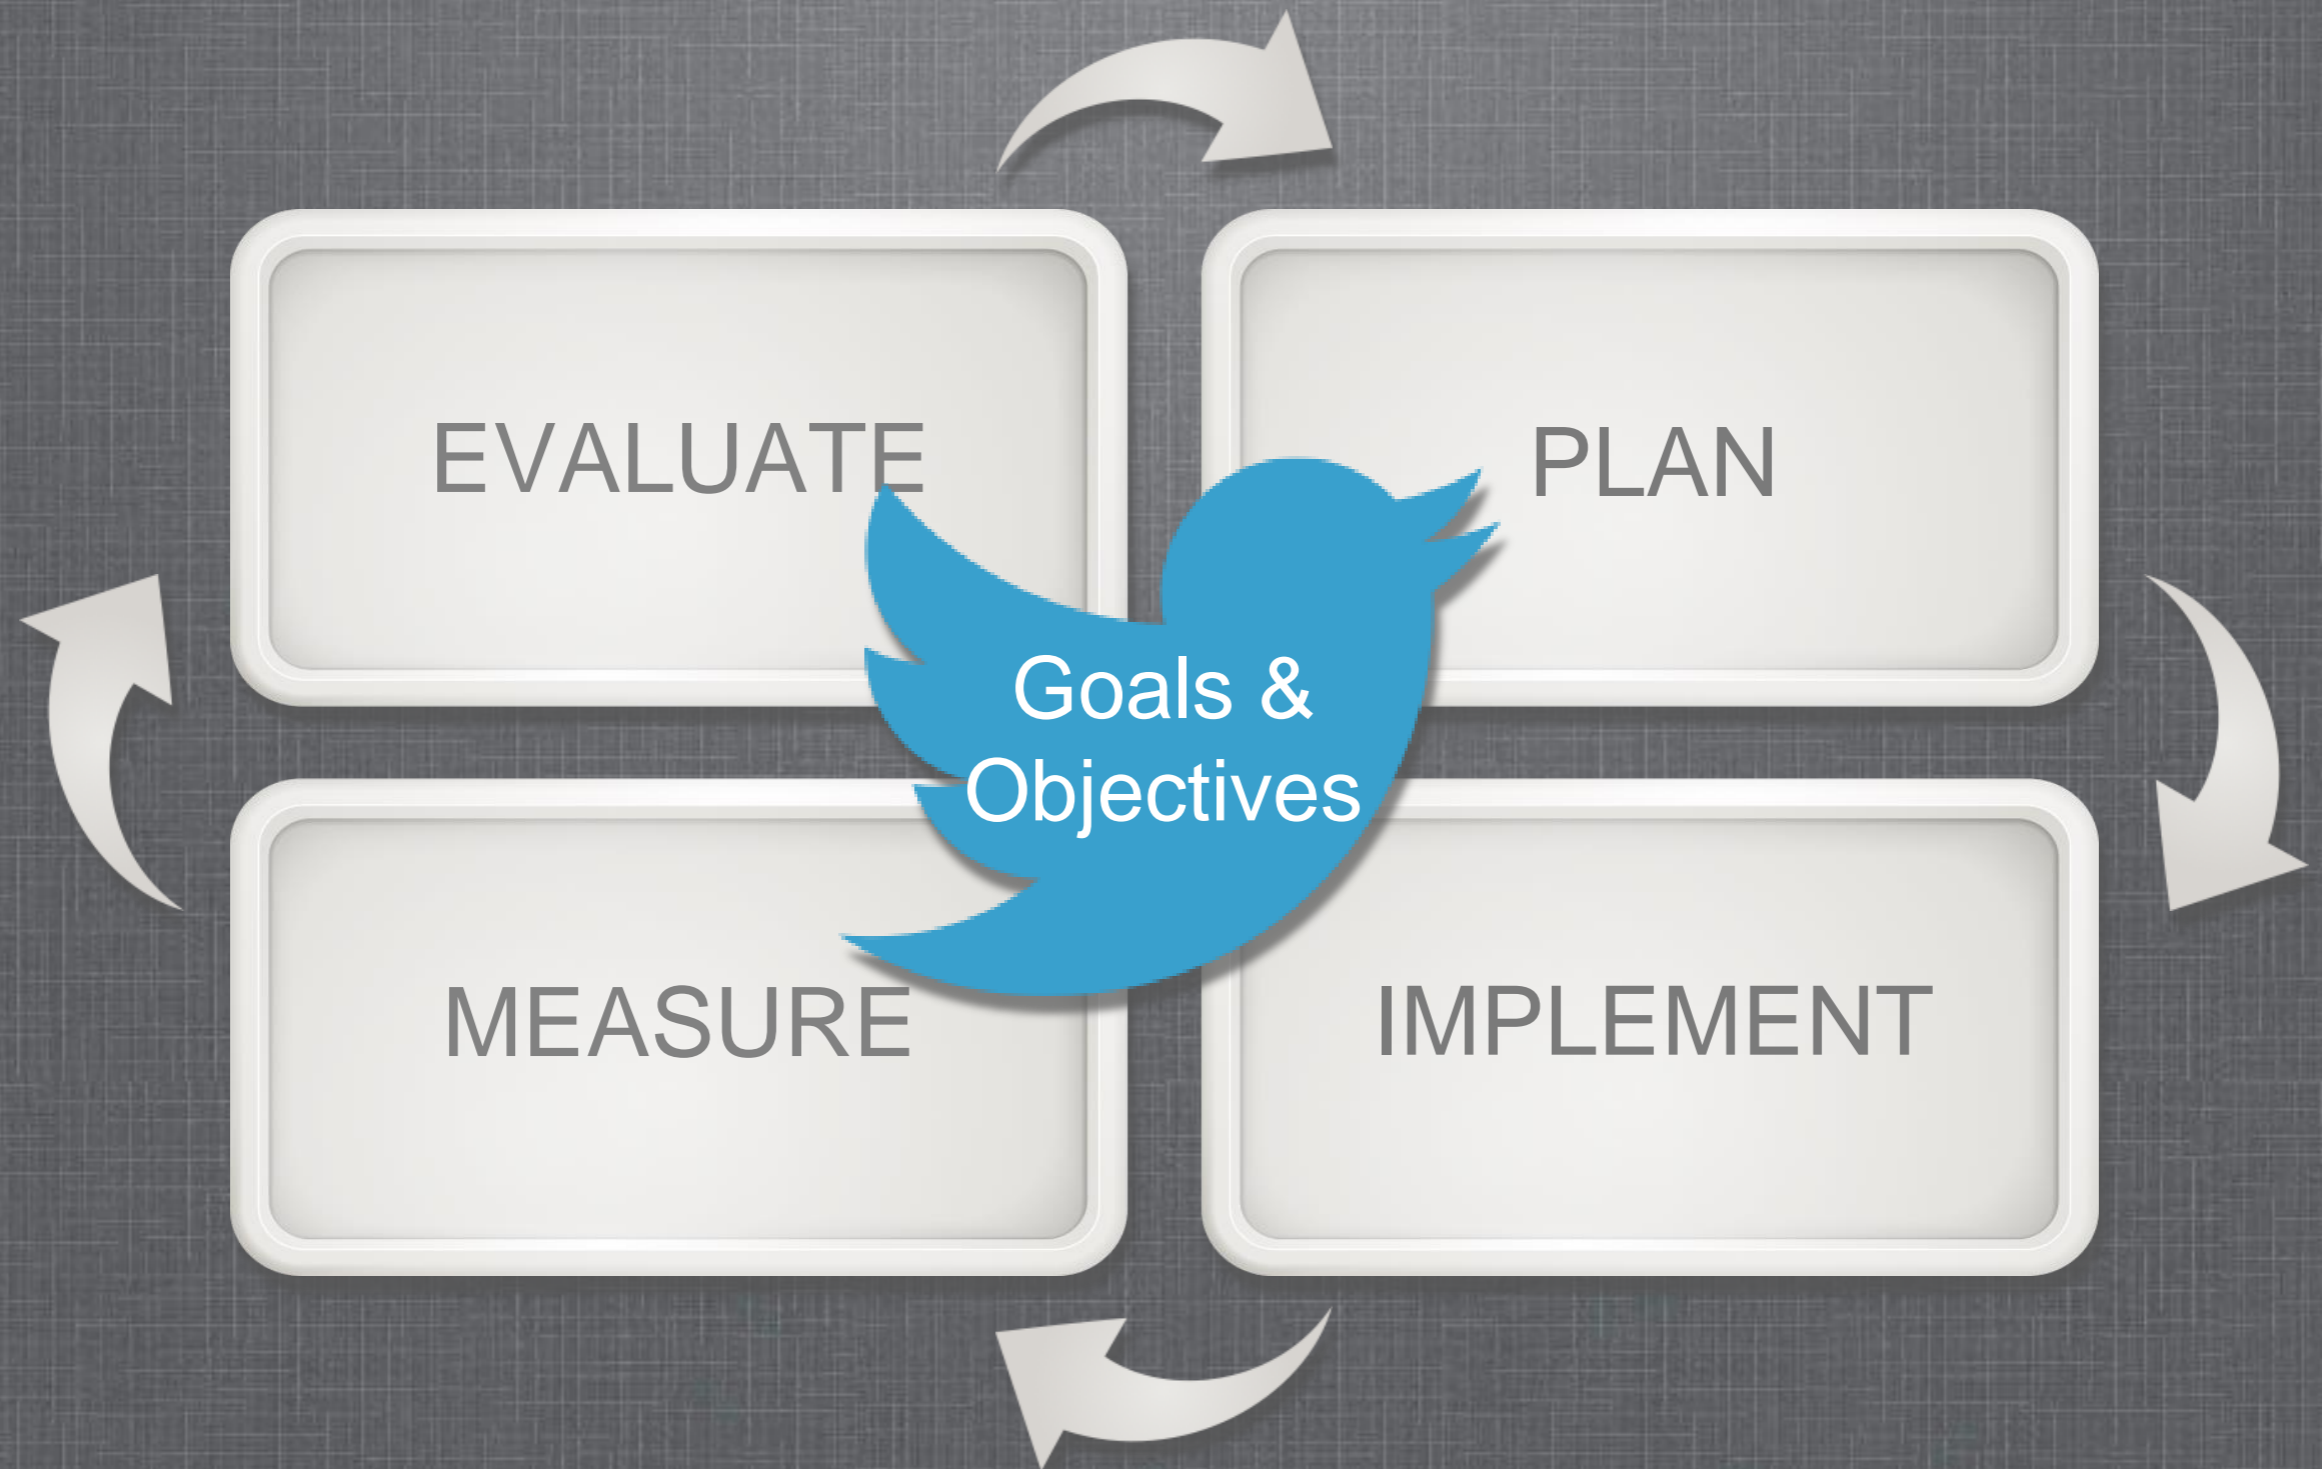 EVALUATE
PLAN
Goals &
Objectives
MEASURE
IMPLEMENT